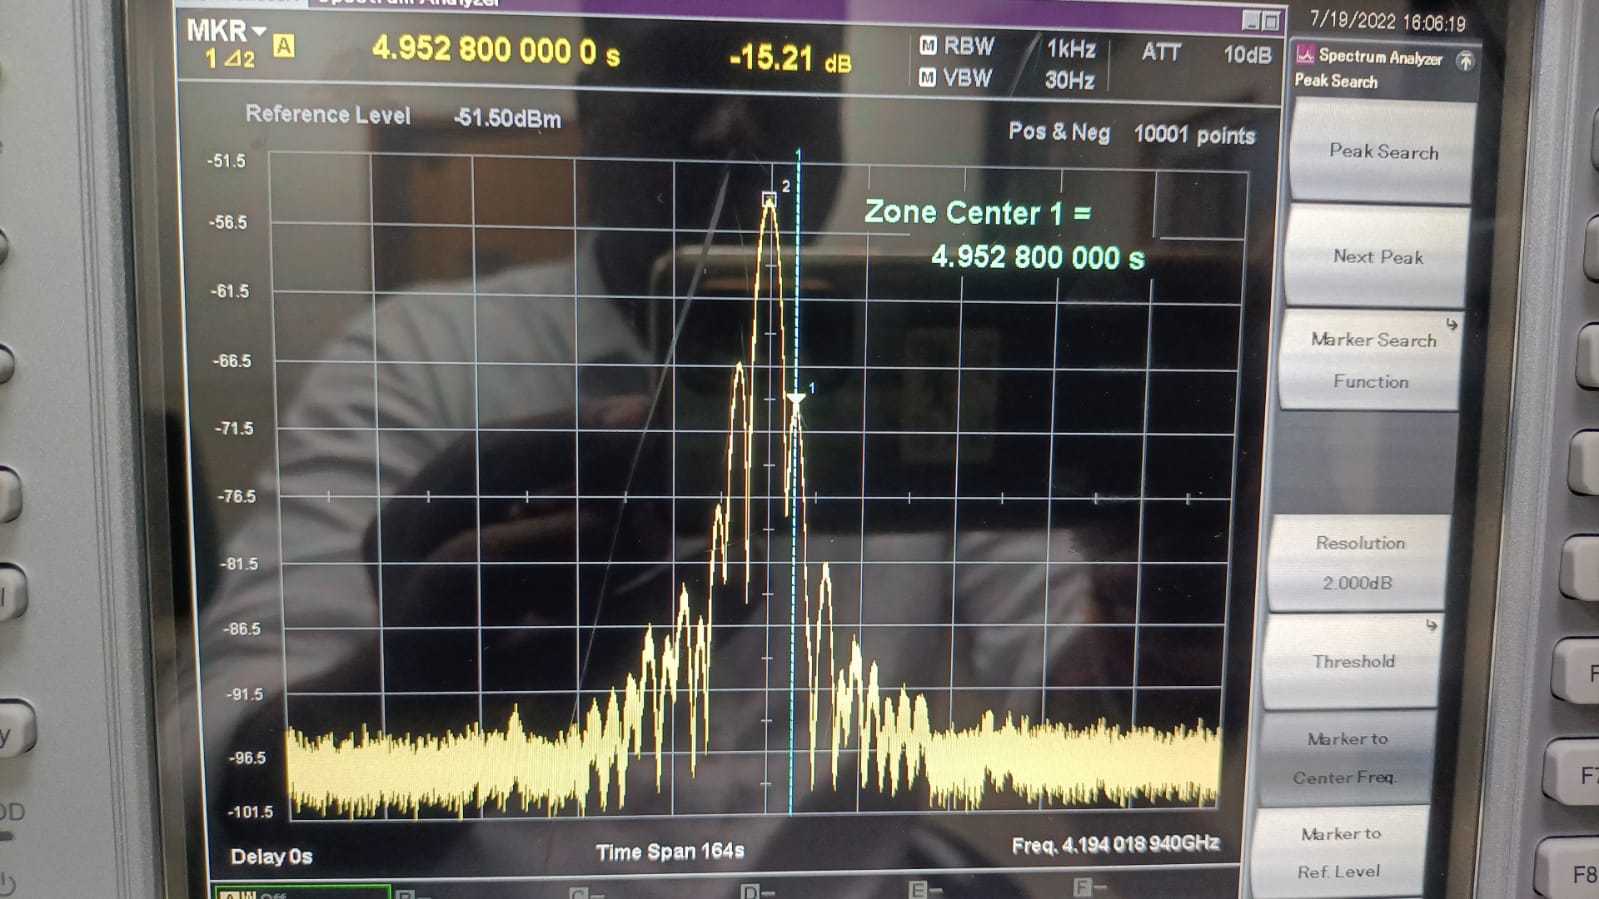 Spectrum Analyzer
MKR
1⊿2 A 4.952 800 000 0 s -15.21 dB
M RBW 1kHz ATT 10dB
M VBW 30Hz
7/19/2022 16:06:19
Spectrum Analyzer
Peak Search
Reference Level -51.50dBm
Pos & Neg 10001 points
1
2
Zone Center 1 =
4.952 800 000 s
1
-51.5
-56.5
-61.5
-66.5
-71.5
-76.5
-81.5
-86.5
-91.5
-96.5
-101.5
Delay 0s
Time Span 164s
Freq. 4.194 018 940GHz
B
C
D
E
F
Peak Search
Next Peak
Marker Search
Function
Resolution
2.000dB
Threshold
Marker to
Center Freq.
Marker to
Ref. Level
F7
F8